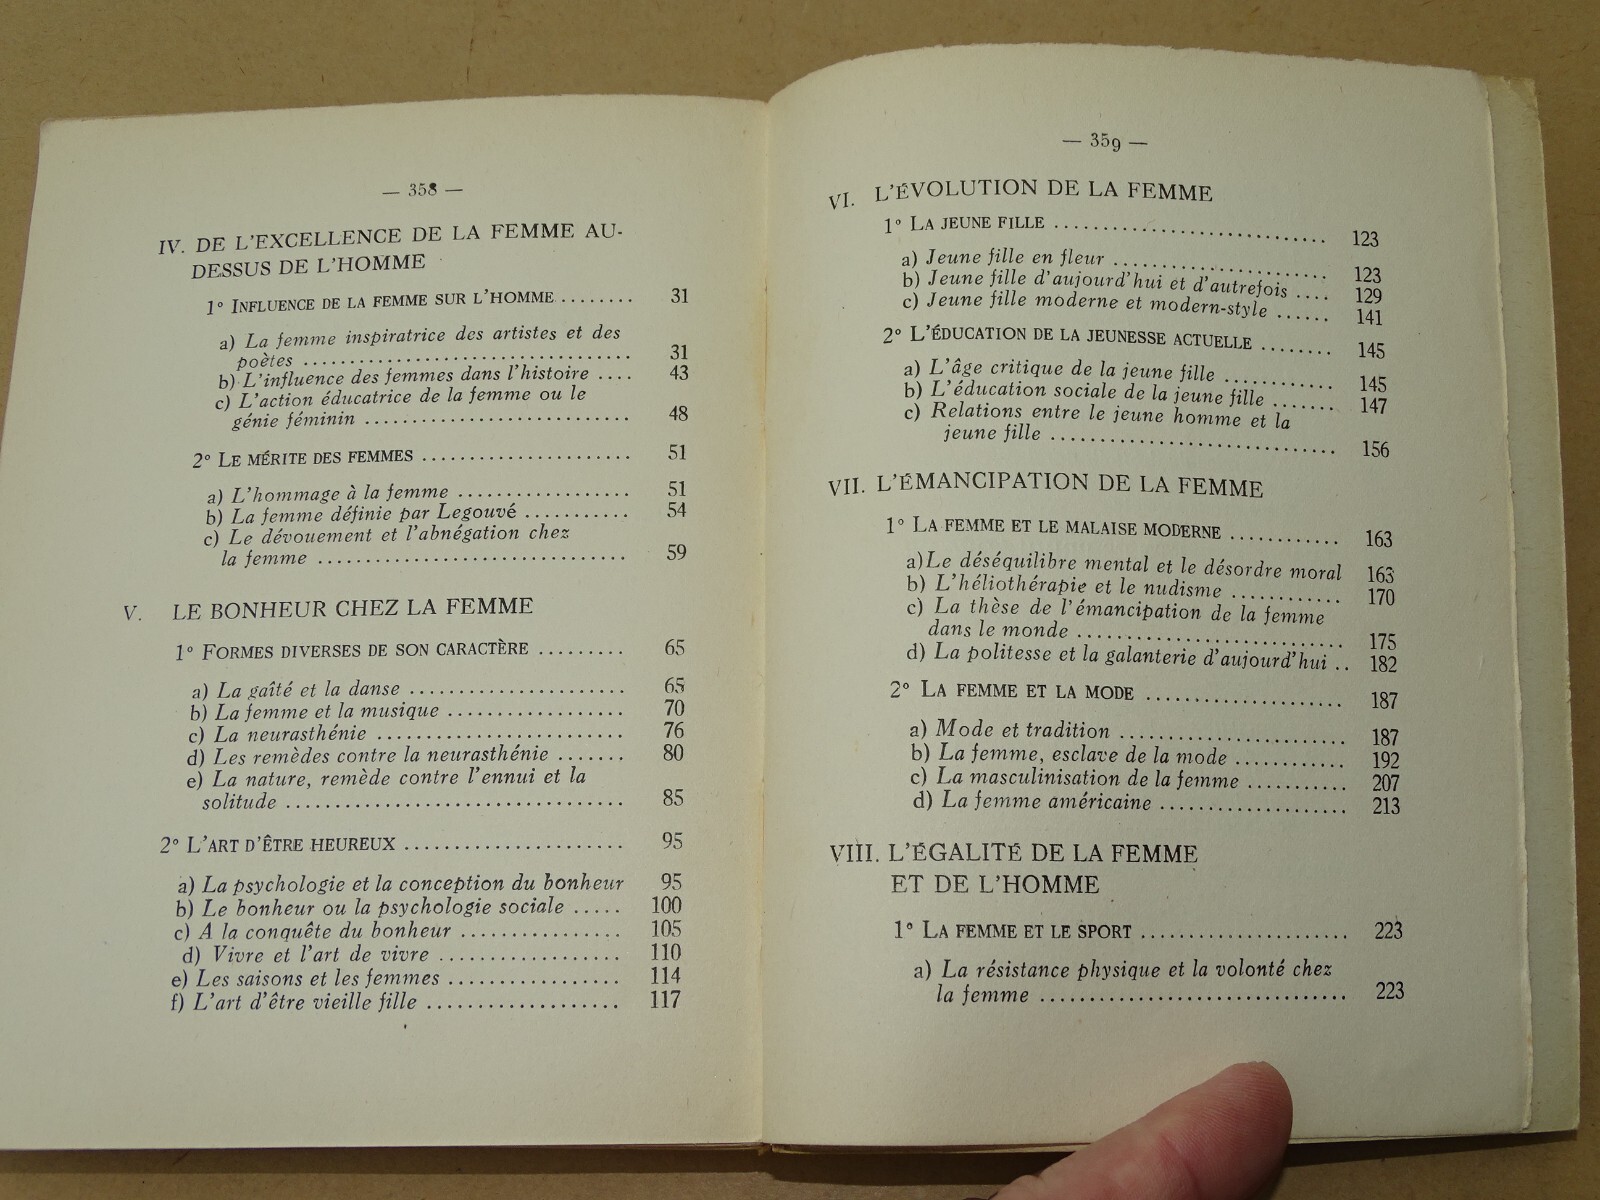 — 358 —
IV. DE L'EXCELLENCE DE LA FEMME AU-
DESSUS DE L'HOMME
1° INFLUENCE DE LA FEMME SUR L'HOMME ........ 31
a) La femme inspiratrice des artistes et des
poètes .................................. 31
b) L'influence des femmes dans l'histoire .... 43
c) L'action éducatrice de la femme ou le
génie féminin ............................ 48
2° LE MÉRITE DES FEMMES ...................... 51
a) L'hommage à la femme .................. 51
b) La femme définie par Legouvé ........... 54
c) Le dévouement et l'abnégation chez
la femme ................................ 59
V. LE BONHEUR CHEZ LA FEMME
1° FORMES DIVERSES DE SON CARACTÈRE ......... 65
a) La gaîté et la danse ....................... 65
b) La femme et la musique .................. 70
c) La neurasthénie .......................... 76
d) Les remèdes contre la neurasthénie ....... 80
e) La nature, remède contre l'ennui et la
solitude ................................... 85
2° L'ART D'ÊTRE HEUREUX ....................... 95
a) La psychologie et la conception du bonheur 95
b) Le bonheur ou la psychologie sociale ..... 100
c) A la conquête du bonheur ................ 105
d) Vivre et l'art de vivre ................... 110
e) Les saisons et les femmes .................. 114
f) L'art d'être vieille fille .................... 117
— 359 —
VI. L'ÉVOLUTION DE LA FEMME
1° LA JEUNE FILLE ............................ 123
a) Jeune fille en fleur ....................... 123
b) Jeune fille d'aujourd'hui et d'autrefois .... 129
c) Jeune fille moderne et modern-style ...... 141
2° L'ÉDUCATION DE LA JEUNESSE ACTUELLE ........ 145
a) L'âge critique de la jeune fille ............ 145
b) L'éducation sociale de la jeune fille ....... 147
c) Relations entre le jeune homme et la
jeune fille .............................. 156
VII. L'ÉMANCIPATION DE LA FEMME
1° LA FEMME ET LE MALAISE MODERNE ............ 163
a) Le déséquilibre mental et le désordre moral 163
b) L'héliothérapie et le nudisme ............ 170
c) La thèse de l'émancipation de la femme
dans le monde ........................... 175
d) La politesse et la galanterie d'aujourd'hui .. 182
2° LA FEMME ET LA MODE ..................... 187
a) Mode et tradition ........................ 187
b) La femme, esclave de la mode ............ 192
c) La masculinisation de la femme ........... 207
d) La femme américaine .................... 213
VIII. L'ÉGALITÉ DE LA FEMME
ET DE L'HOMME
1° LA FEMME ET LE SPORT ...................... 223
a) La résistance physique et la volonté chez
la femme ................................ 223